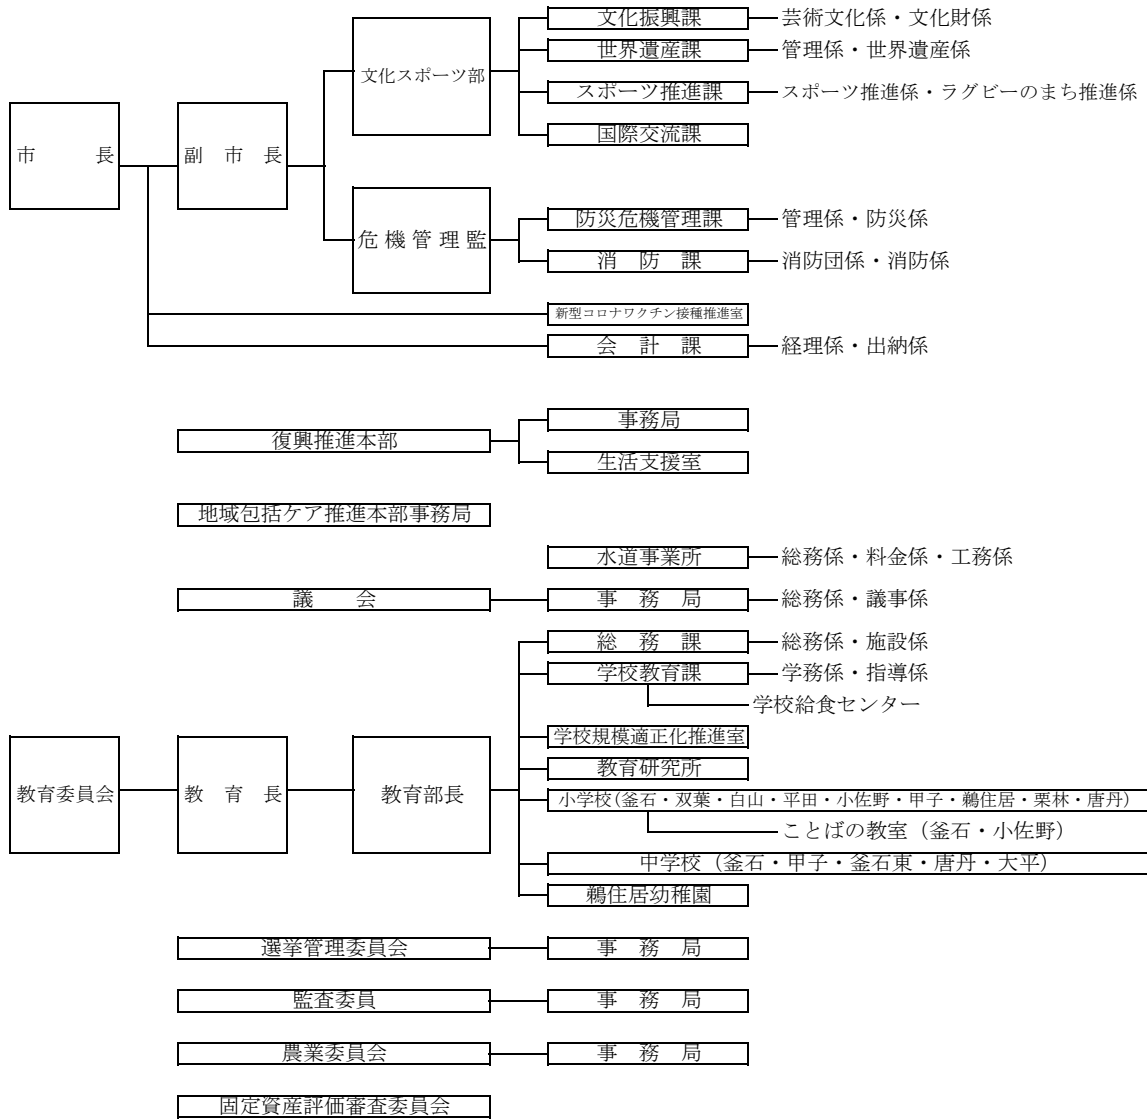 文化振興課 芸術文化係・文化財係
世界遺産課 管理係・世界遺産係
文化スポーツ部
スポーツ推進課 スポーツ推進係・ラグビーのまち推進係
国際交流課
市長 副市長
防災危機管理課 管理係・防災係
危機管理監
消防課 消防団係・消防係
新型コロナワクチン接種推進室
会計課 経理係・出納係
事務局
復興推進本部
生活支援室
地域包括ケア推進本部事務局
水道事業所 総務係・料金係・工務係
議会 事務局 総務係・議事係
総務課 総務係・施設係
学校教育課 学務係・指導係
学校給食センター
学校規模適正化推進室
教育研究所
教育委員会 教育長 教育部長
小学校(釜石・双葉・白山・平田・小佐野・甲子・鵜住居・栗林・唐丹)
ことばの教室(釜石・小佐野)
中学校(釜石・甲子・釜石東・唐丹・大平)
鵜住居幼稚園
選挙管理委員会 事務局
監査委員 事務局
農業委員会 事務局
固定資産評価審査委員会